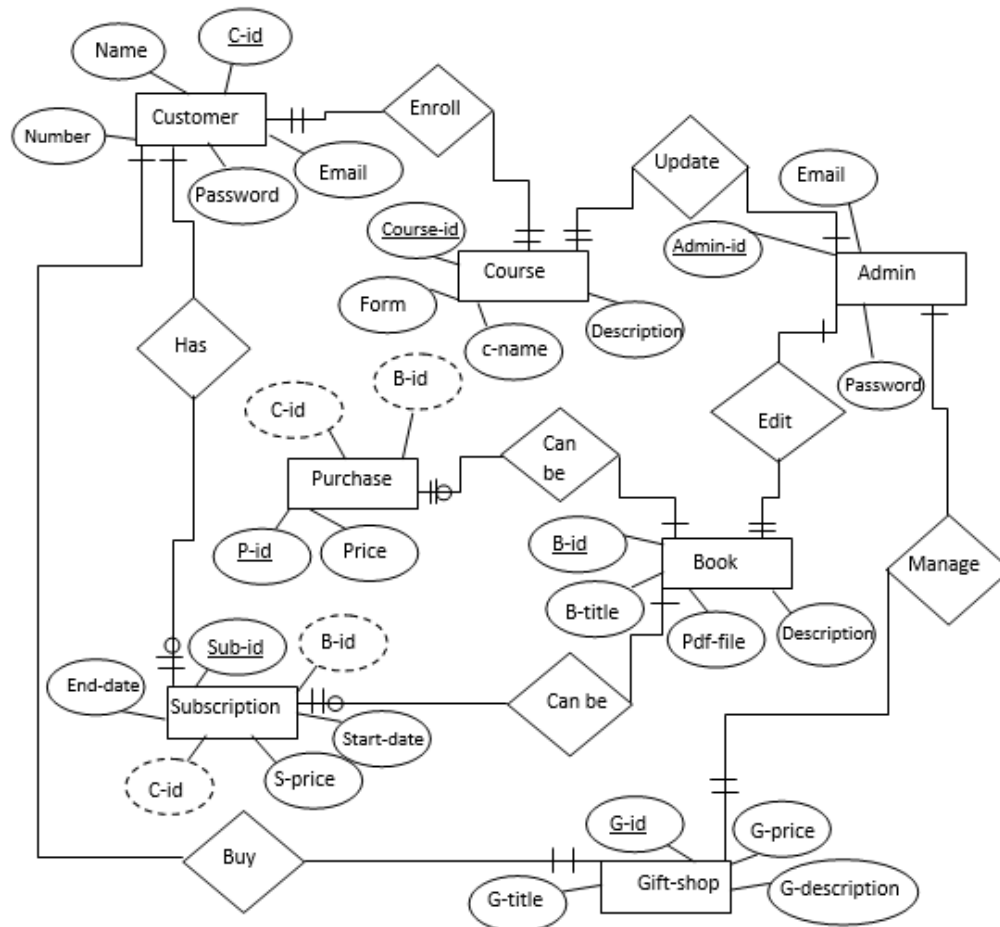 C-id
Name
Customer
Enroll
Number
Email
Password
Update
Email
Course-id
Admin-id
Course
Admin
Form
Description
c-name
Has
B-id
Password
C-id
Edit
Can
be
Purchase
P-id
Price
B-id
Book
Manage
B-title
Pdf-file
Description
Sub-id
B-id
End-date
Subscription
Can be
Start-date
C-id
S-price
G-id
G-price
Buy
Gift-shop
G-description
G-title